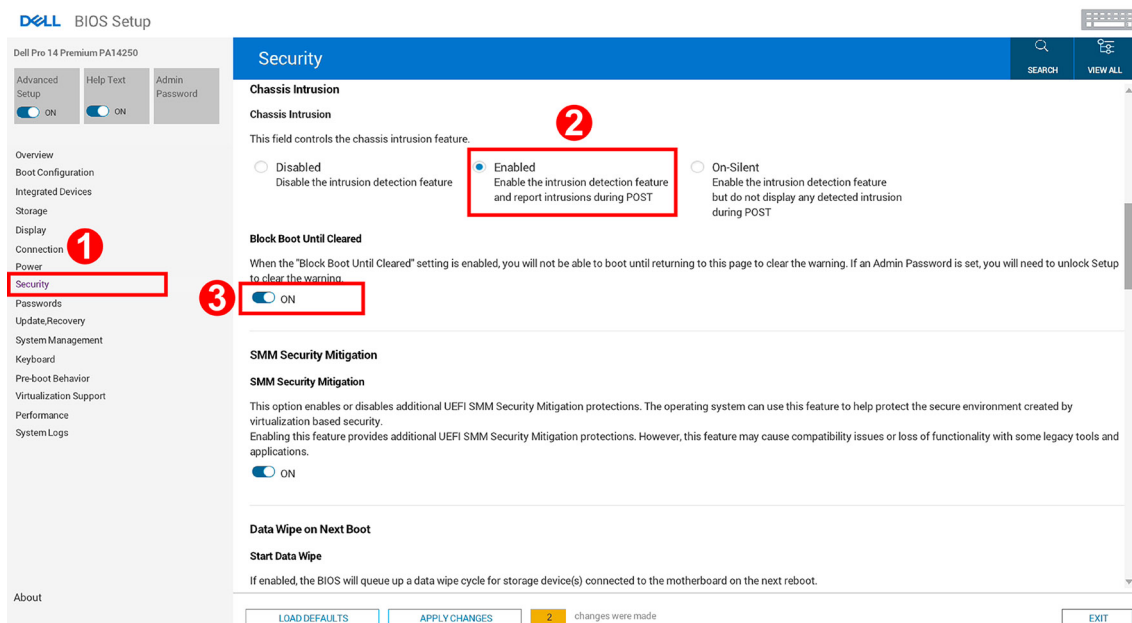 DELL BIOS Setup
Dell Pro 14 Premium PA14250
Advanced Setup
ON
Help Text
ON
Admin Password
Overview
Boot Configuration
Integrated Devices
Storage
Display
Connection
1
Power
Security
Passwords
Update,Recovery
System Management
Keyboard
Pre-boot Behavior
Virtualization Support
Performance
System Logs
About
Security
SEARCH
VIEW ALL
Chassis Intrusion
Chassis Intrusion
2
This field controls the chassis intrusion feature.
Disabled
Disable the intrusion detection feature
Enabled
Enable the intrusion detection feature
and report intrusions during POST
On-Silent
Enable the intrusion detection feature
but do not display any detected intrusion
during POST
Block Boot Until Cleared
When the "Block Boot Until Cleared" setting is enabled, you will not be able to boot until returning to this page to clear the warning. If an Admin Password is set, you will need to unlock Setup
to clear the warning.
3
ON
SMM Security Mitigation
SMM Security Mitigation
This option enables or disables additional UEFI SMM Security Mitigation protections. The operating system can use this feature to help protect the secure environment created by
virtualization based security.
Enabling this feature provides additional UEFI SMM Security Mitigation protections. However, this feature may cause compatibility issues or loss of functionality with some legacy tools and
applications.
ON
Data Wipe on Next Boot
Start Data Wipe
If enabled, the BIOS will queue up a data wipe cycle for storage device(s) connected to the motherboard on the next reboot.
LOAD DEFAULTS
APPLY CHANGES
2 changes were made
EXIT